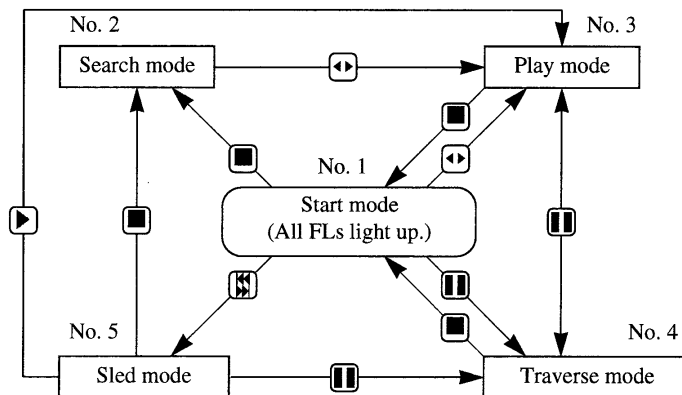 No. 2
No. 3
Search mode
Play mode
No. 1
Start mode
(All FLs light up.)
No. 5
No. 4
Sled mode
Traverse mode